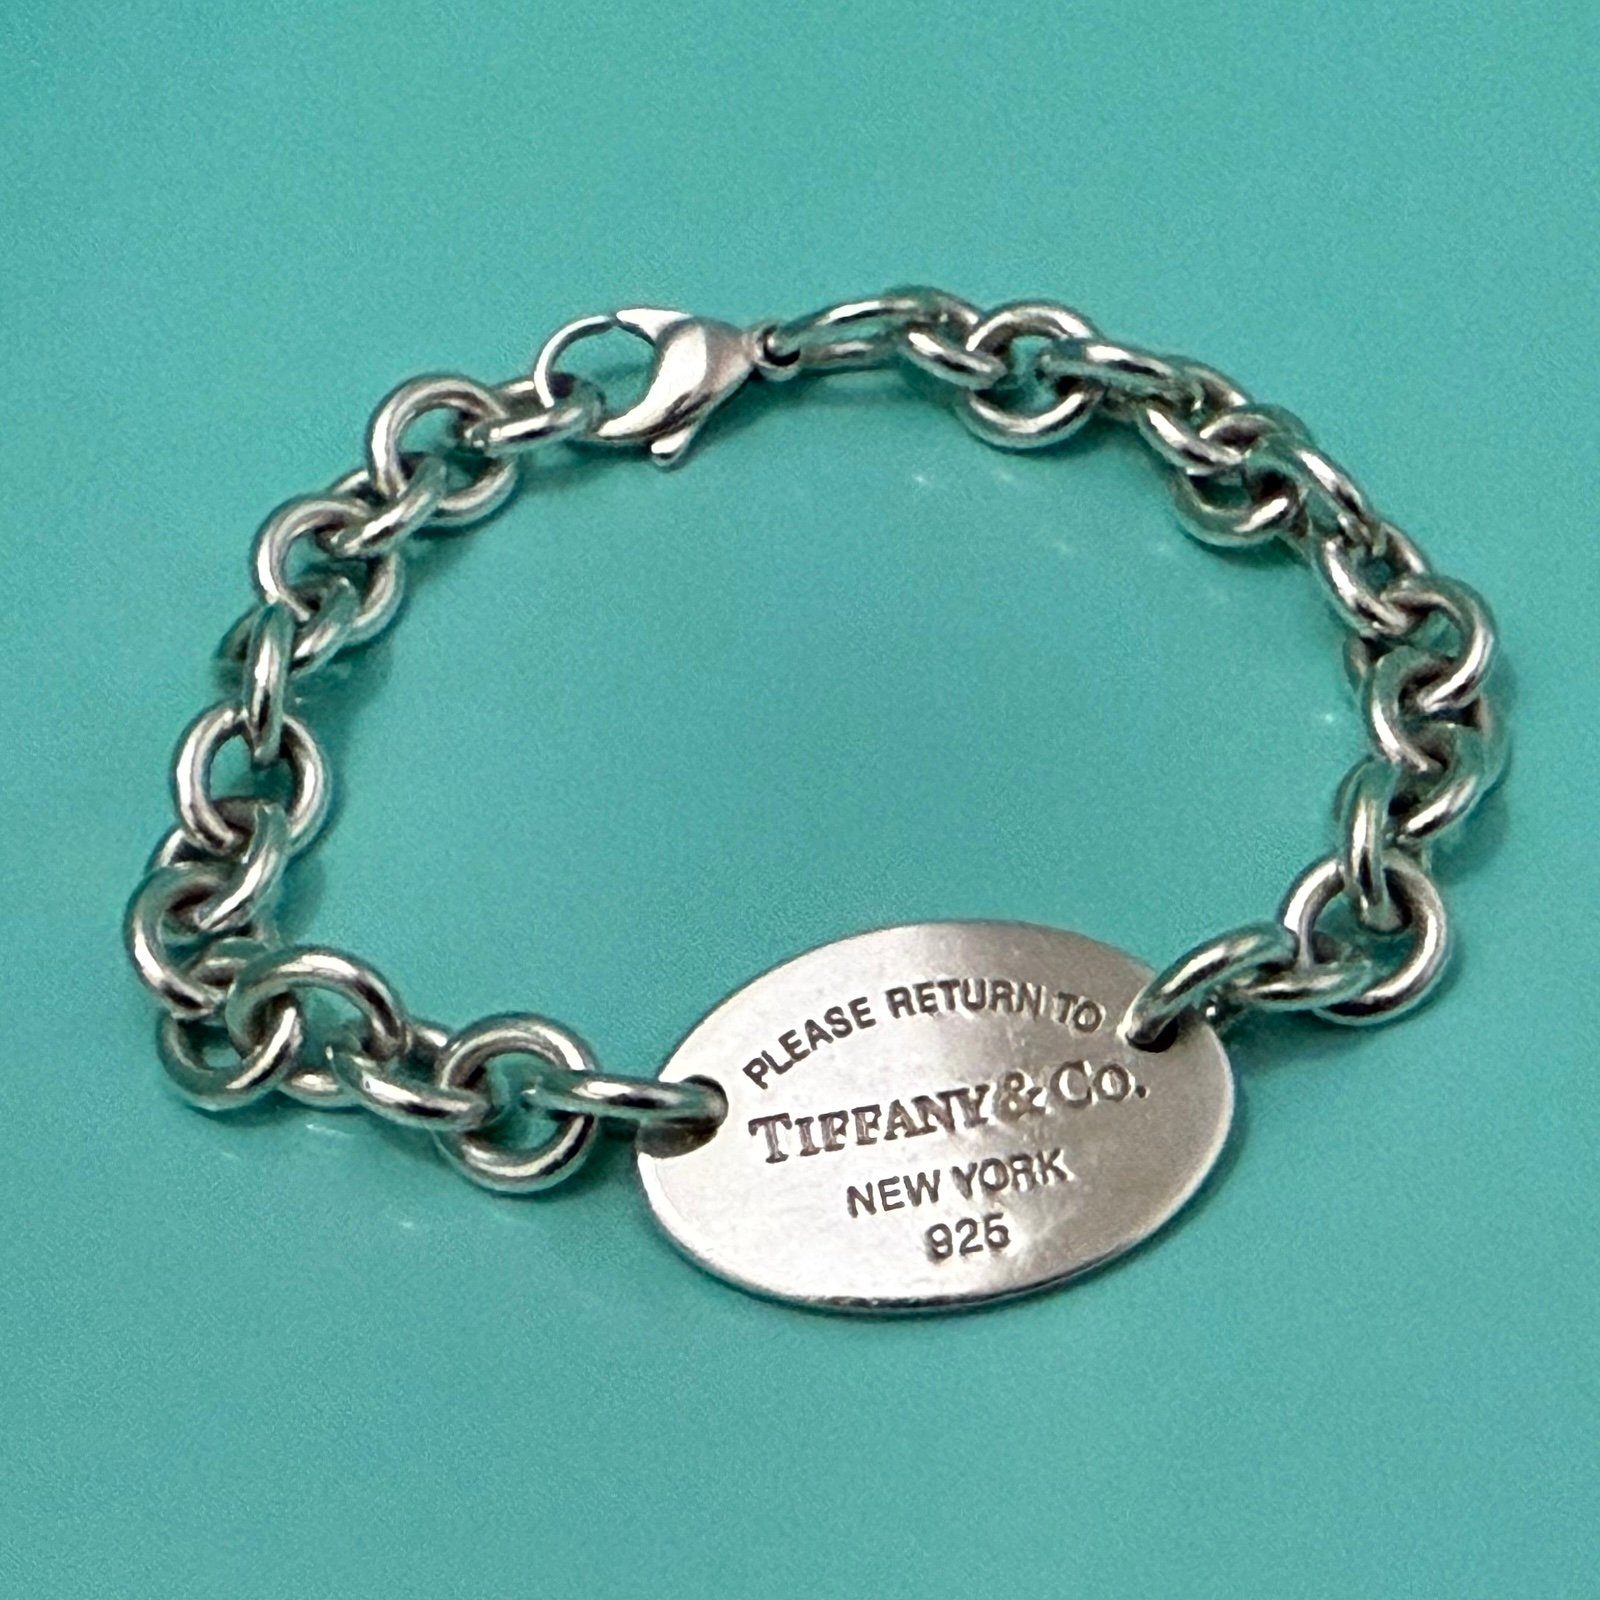 PLEASE RETURN TO
TIFFANY & CO.
NEW YORK
925